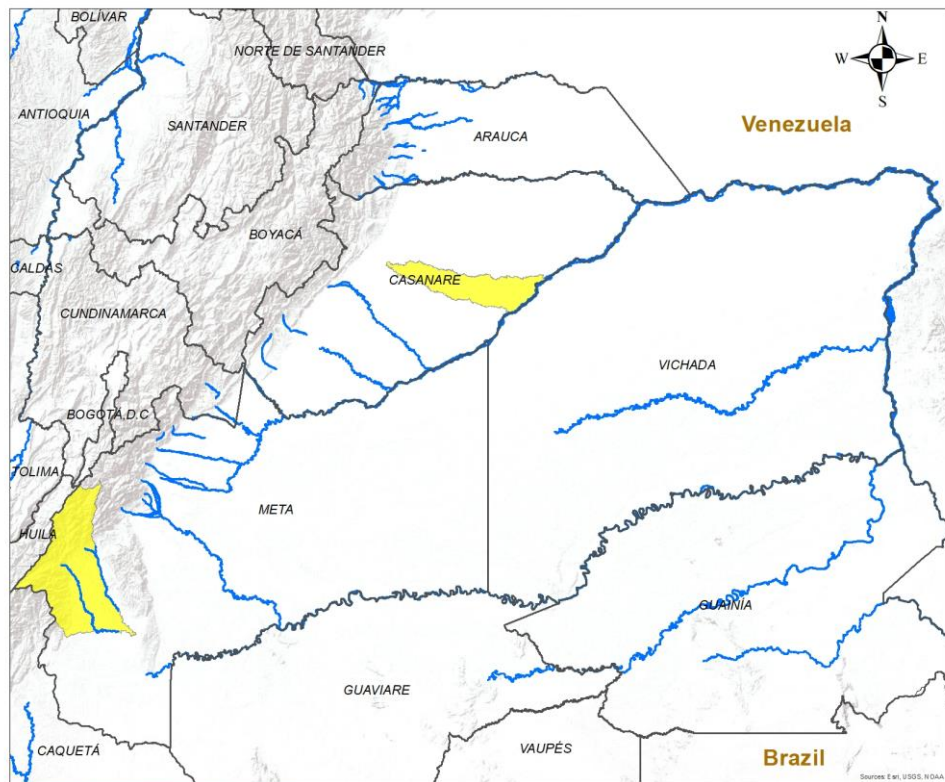 BOLÍVAR
N
NORTE DE SANTANDER
W E
S
ANTIOQUIA
SANTANDER
Venezuela
ARAUCA
BOYACÁ
CALDAS
CASANARE
CUNDINAMARCA
VICHADA
BOGOTÁ,D.C
TOLIMA
META
HUILA
GUAINÍA
GUAVIARE
CAQUETÁ
VAUPÉS
Brazil
Sources: Esri, USGS, NOAA